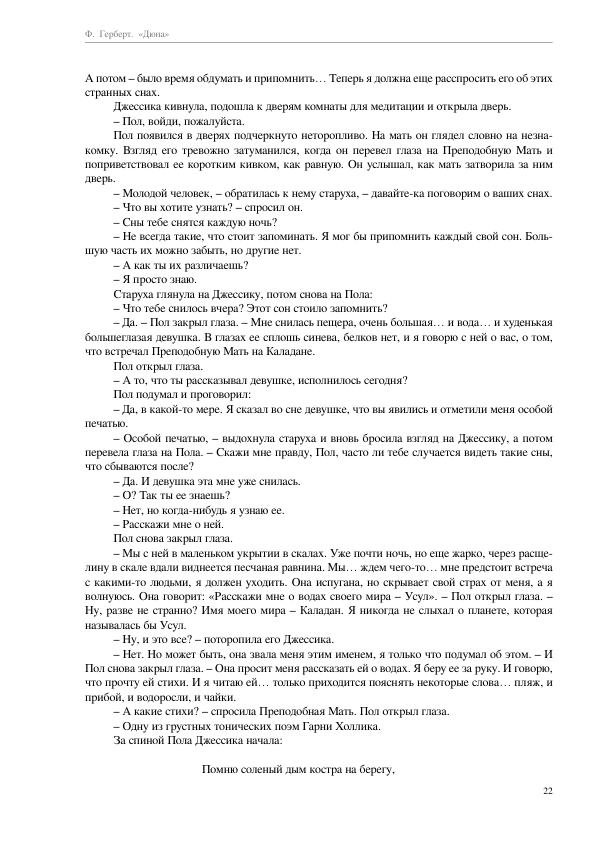 Ф. Герберт. «Дюна»
А потом – было время обдумать и припомнить… Теперь я должна еще расспросить его об этих
странных снах.
Джессика кивнула, подошла к дверям комнаты для медитации и открыла дверь.
– Пол, войди, пожалуйста.
Пол появился в дверях подчеркнуто неторопливо. На мать он глядел словно на незна-
комку. Взгляд его тревожно затуманился, когда он перевел глаза на Преподобную Мать и
поприветствовал ее коротким кивком, как равную. Он услышал, как мать затворила за ним
дверь.
– Молодой человек, – обратилась к нему старуха, – давайте-ка поговорим о ваших снах.
– Что вы хотите узнать? – спросил он.
– Сны тебе снятся каждую ночь?
– Не всегда такие, что стоит запоминать. Я мог бы припомнить каждый свой сон. Боль-
шую часть их можно забыть, но другие нет.
– А как ты их различаешь?
– Я просто знаю.
Старуха глянула на Джессику, потом снова на Пола:
– Что тебе снилось вчера? Этот сон стоило запомнить?
– Да. – Пол закрыл глаза. – Мне снилась пещера, очень большая… и вода… и худенькая
большеглазая девушка. В глазах ее сплошь синева, белков нет, и я говорю с ней о вас, о том,
что встречал Преподобную Мать на Каладане.
Пол открыл глаза.
– А то, что ты рассказывал девушке, исполнилось сегодня?
Пол подумал и проговорил:
– Да, в какой-то мере. Я сказал во сне девушке, что вы явились и отметили меня особой
печатью.
– Особой печатью, – выдохнула старуха и вновь бросила взгляд на Джессику, а потом
перевела глаза на Пола. – Скажи мне правду, Пол, часто ли тебе случается видеть такие сны,
что сбываются после?
– Да. И девушка эта мне уже снилась.
– О? Так ты ее знаешь?
– Нет, но когда-нибудь я узнаю ее.
– Расскажи мне о ней.
Пол снова закрыл глаза.
– Мы с ней в маленьком укрытии в скалах. Уже почти ночь, но еще жарко, через расще-
лину в скале вдали виднеется песчаная равнина. Мы… ждем чего-то… мне предстоит встреча
с какими-то людьми, я должен уходить. Она испугана, но скрывает свой страх от меня, а я
волнуюсь. Она говорит: «Расскажи мне о водах своего мира – Усул». – Пол открыл глаза. –
Ну, разве не странно? Имя моего мира – Каладан. Я никогда не слыхал о планете, которая
называлась бы Усул.
– Ну, и это все? – поторопила его Джессика.
– Нет. Но может быть, она звала меня этим именем, я только что подумал об этом. – И
Пол снова закрыл глаза. – Она просит меня рассказать ей о водах. Я беру ее за руку. И говорю,
что прочту ей стихи. И я читаю ей… только приходится пояснять некоторые слова… пляж, и
прибой, и водоросли, и чайки.
– А какие стихи? – спросила Преподобная Мать. Пол открыл глаза.
– Одну из грустных тонических поэм Гарни Холлика.
За спиной Пола Джессика начала:
Помню соленый дым костра на берегу,
22